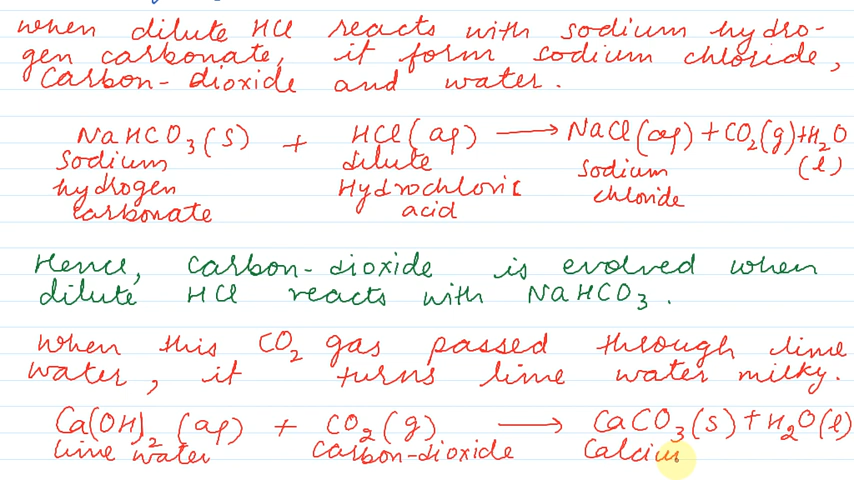 when dilute HCl reacts with sodium hydro-
gen carbonate, it form sodium chloride,
Carbon-dioxide and water.
NaHCO₃(s) + HCl(aq) → NaCl(aq) + CO₂(g) + H₂O
(l)
Sodium dilute Sodium
hydrogen Hydrochloric chloride
carbonate acid
Hence, carbon-dioxide is evolved when
dilute HCl reacts with NaHCO₃.
when this CO₂ gas passed through lime
water, it turns lime water milky.
Ca(OH)₂ (aq) + CO₂(g) → CaCO₃(s) + H₂O(l)
lime water carbon-dioxide Calcium